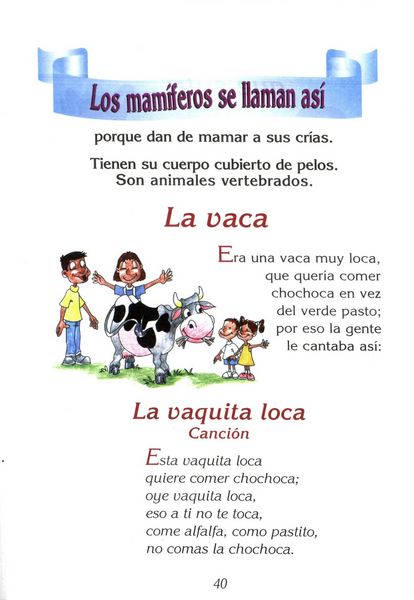 Los mamíferos se llaman así
porque dan de mamar a sus crías.
Tienen su cuerpo cubierto de pelos.
Son animales vertebrados.
La vaca
Era una vaca muy loca,
que quería comer
chochoca en vez
del verde pasto;
por eso la gente
le cantaba así:
La vaquita loca
Canción
Esta vaquita loca
quiere comer chochoca;
oye vaquita loca,
eso a ti no te toca,
come alfalfa, come pastito,
no comas la chochoca.
40